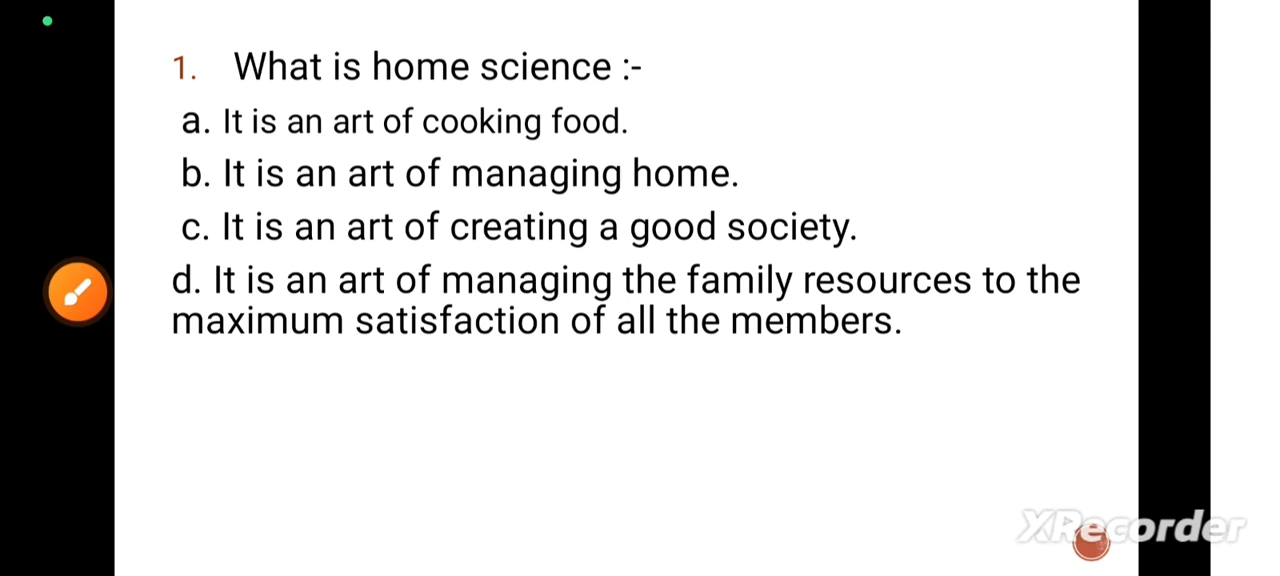 1. What is home science :-
a. It is an art of cooking food.
b. It is an art of managing home.
c. It is an art of creating a good society.
d. It is an art of managing the family resources to the
maximum satisfaction of all the members.
XRecorder